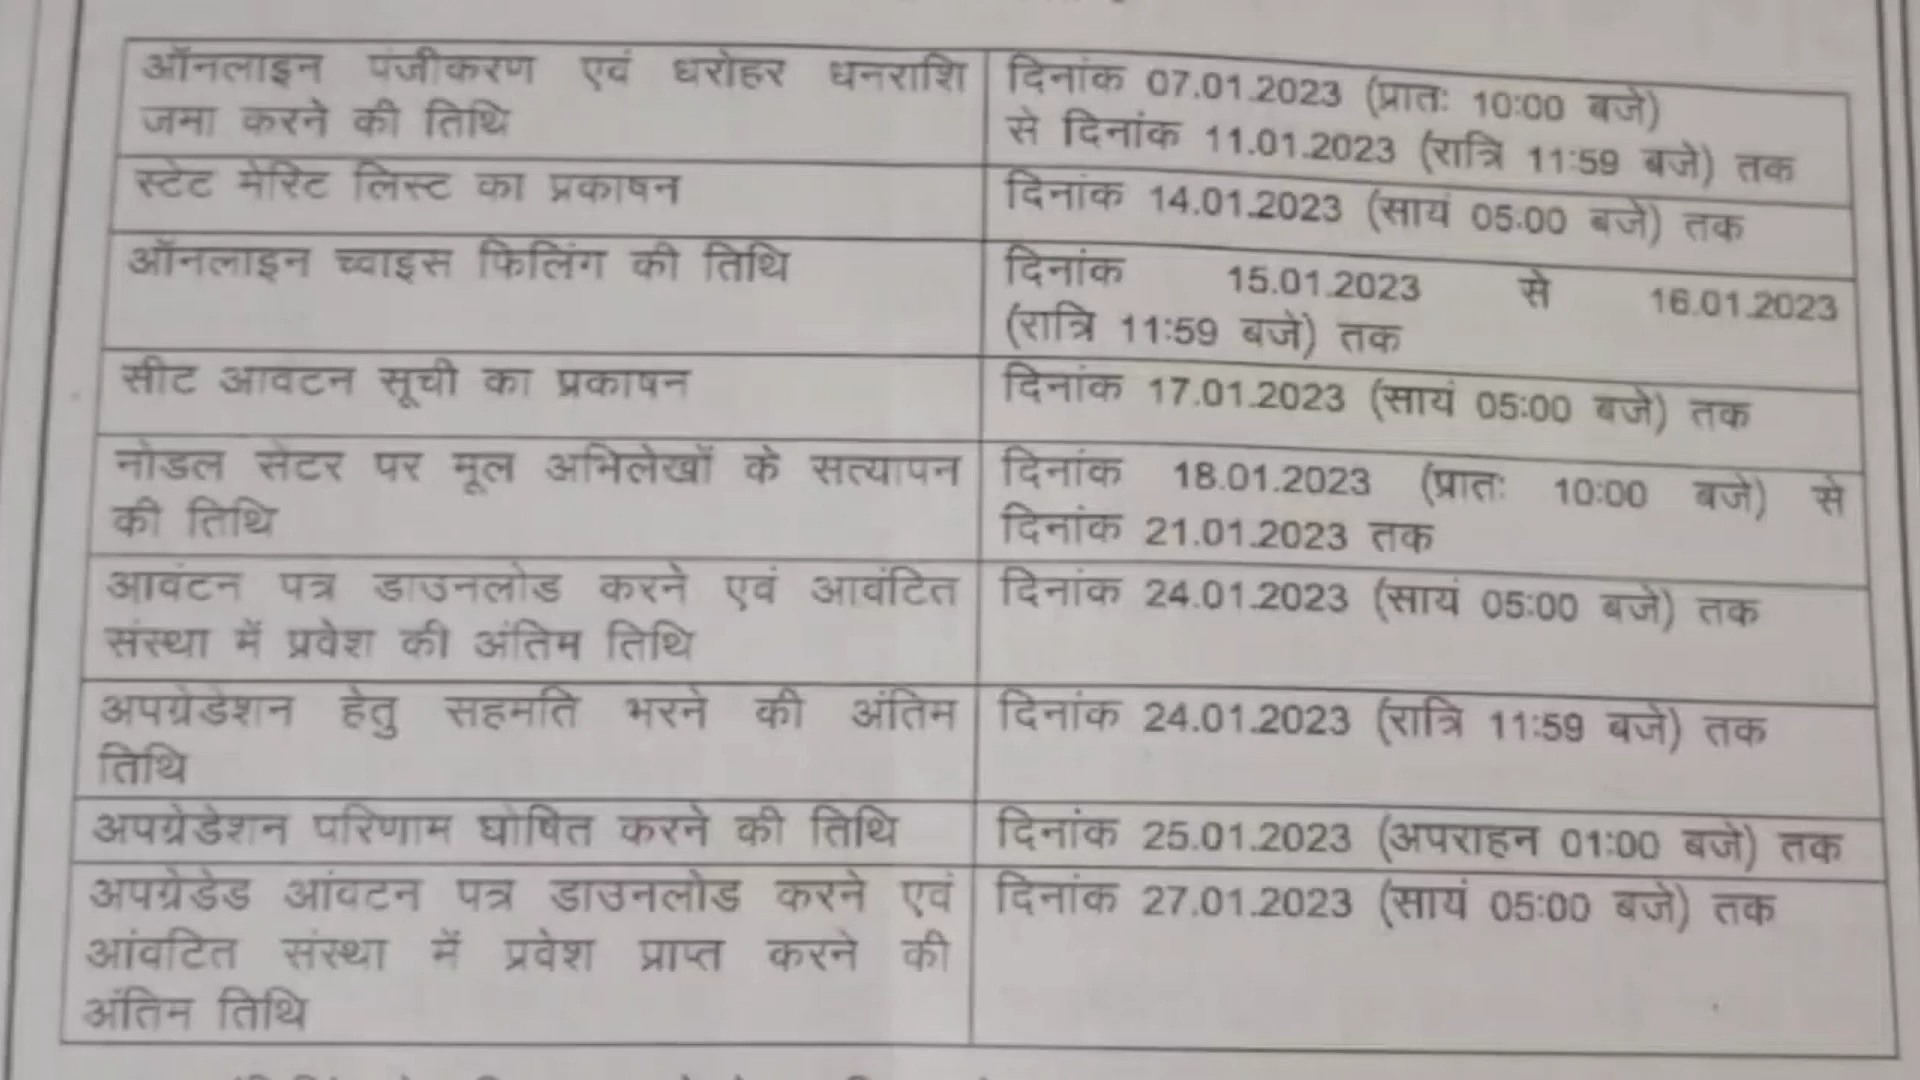 ऑनलाइन पंजीकरण एवं धरोहर धनराशि
जमा करने की तिथि
दिनांक 07.01.2023 (प्रातः 10:00 बजे)
से दिनांक 11.01.2023 (रात्रि 11:59 बजे) तक
स्टेट मेरिट लिस्ट का प्रकाषन
दिनांक 14.01.2023 (सायं 05:00 बजे) तक
ऑनलाइन च्वाइस फिलिंग की तिथि
दिनांक 15.01.2023 से 16.01.2023
(रात्रि 11:59 बजे) तक
सीट आवटन सूची का प्रकाषन
दिनांक 17.01.2023 (सायं 05:00 बजे) तक
नोडल सेंटर पर मूल अभिलेखों के सत्यापन
की तिथि
दिनांक 18.01.2023 (प्रातः 10:00 बजे) से
दिनांक 21.01.2023 तक
आवंटन पत्र डाउनलोड करने एवं आवंटित
संस्था में प्रवेश की अंतिम तिथि
दिनांक 24.01.2023 (सायं 05:00 बजे) तक
अपग्रेडेशन हेतु सहमति भरने की अंतिम
तिथि
दिनांक 24.01.2023 (रात्रि 11:59 बजे) तक
अपग्रेडेशन परिणाम घोषित करने की तिथि
दिनांक 25.01.2023 (अपराहन 01:00 बजे) तक
अपग्रेडेड आंवटन पत्र डाउनलोड करने एवं
आंवटित संस्था में प्रवेश प्राप्त करने की
अंतिम तिथि
दिनांक 27.01.2023 (सायं 05:00 बजे) तक